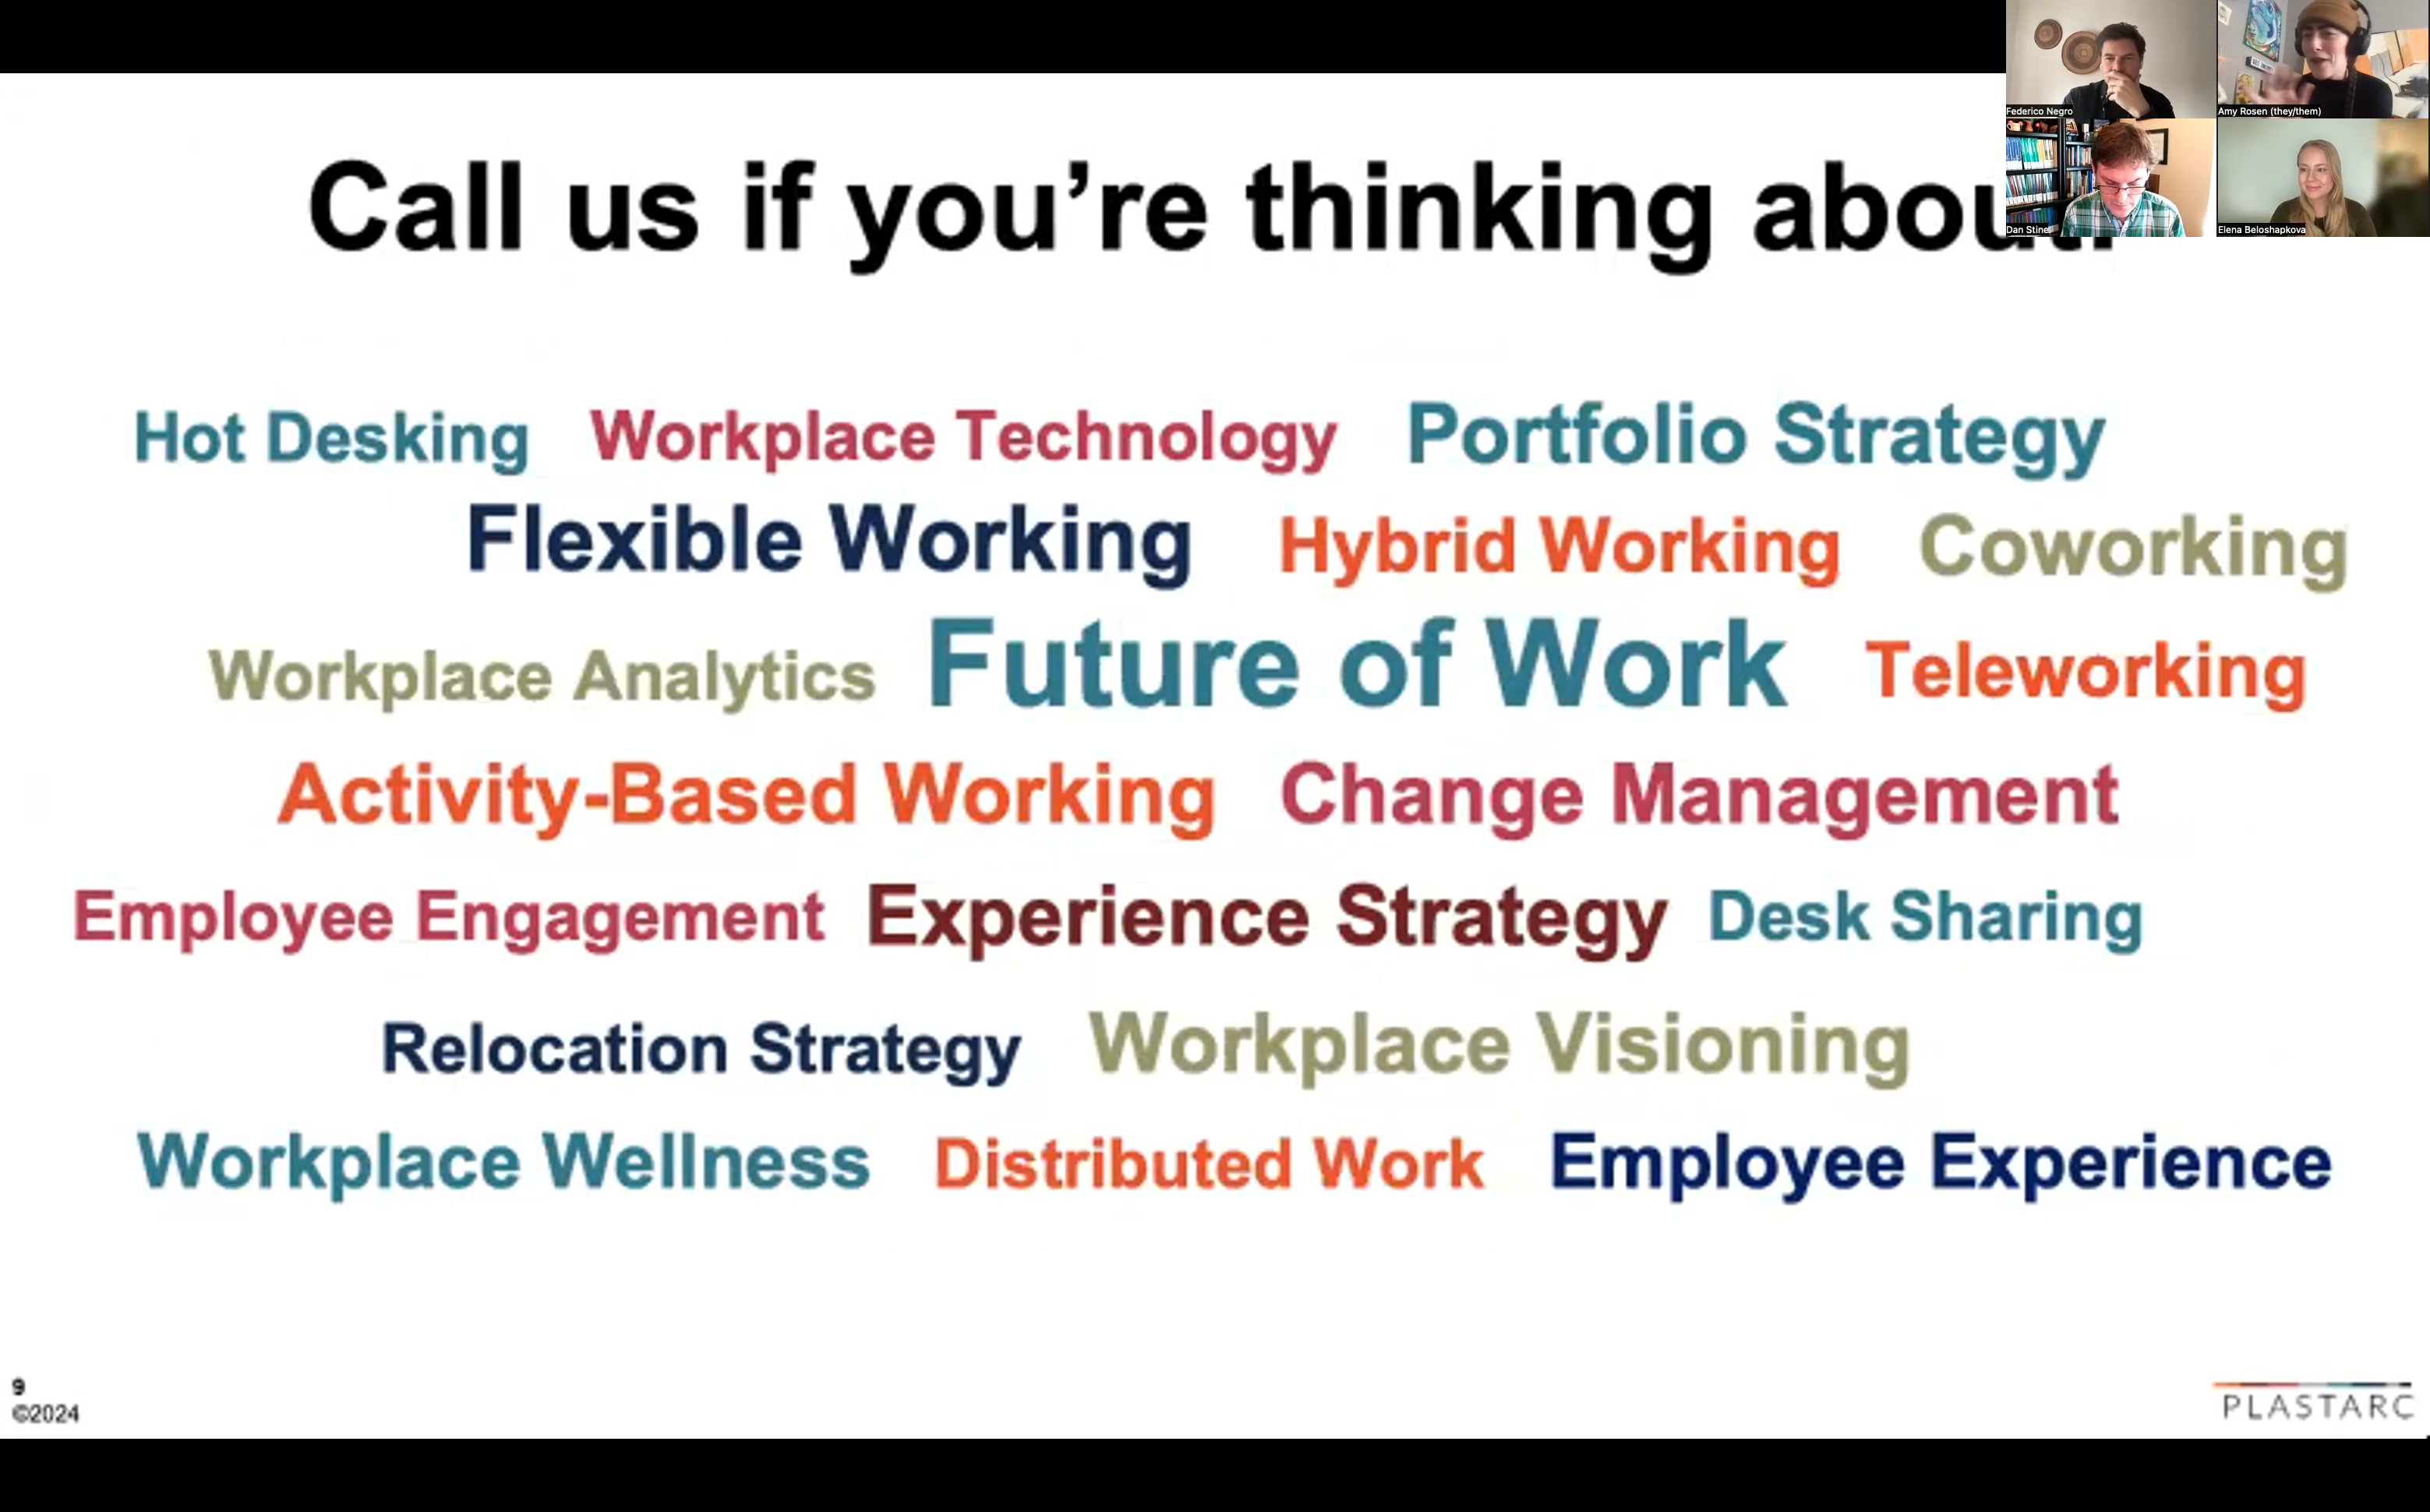 Federico Negro
Amy Rosen (they/them)
Dan Stine
Elena Beloshapkova
Call us if you’re thinking
Hot Desking Workplace Technology Portfolio Strategy
Flexible Working Hybrid Working Coworking
Workplace Analytics Future of Work Teleworking
Activity-Based Working Change Management
Employee Engagement Experience Strategy Desk Sharing
Relocation Strategy Workplace Visioning
Workplace Wellness Distributed Work Employee Experience
9
©2024
PLASTARC